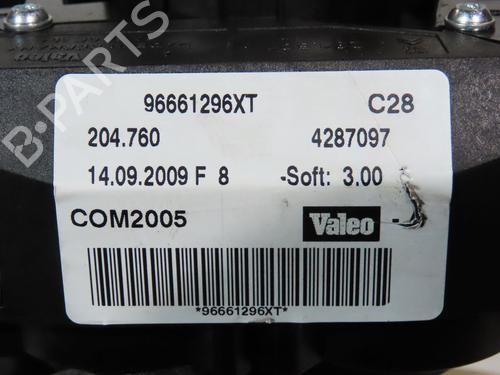 96661296XT C28
204.760 4287097
14.09.2009 F 8 -Soft: 3.00
COM2005 Valeo
*96661296XT*
B-PARTS